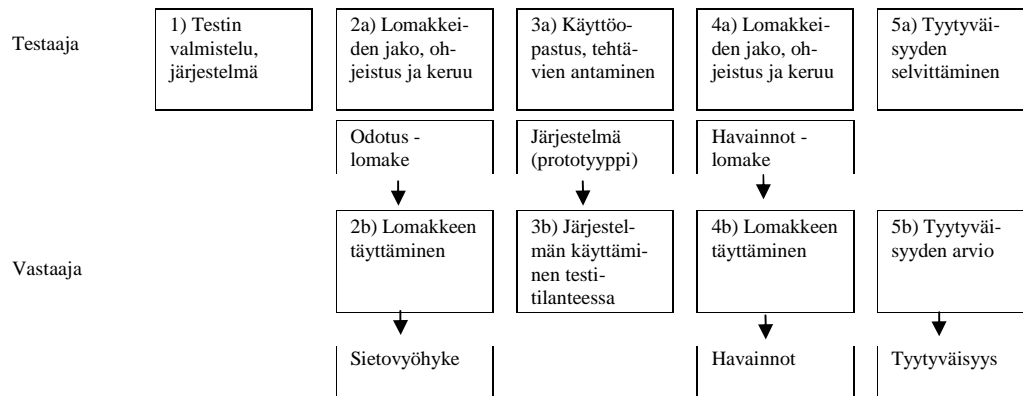 Testaaja
1) Testin
valmistelu,
järjestelmä
2a) Lomakkei-
den jako, oh-
jeistus ja keruu
3a) Käyttöo-
pastus, tehtä-
vien antaminen
4a) Lomakkei-
den jako, oh-
jeistus ja keruu
5a) Tyytyväi-
syyden
selvittäminen
Odotus -
lomake
Järjestelmä
(prototyyppi)
Havainnot -
lomake
Vastaaja
2b) Lomakkeen
täyttäminen
3b) Järjestel-
män käyttämi-
nen testi-
tilanteessa
4b) Lomakkeen
täyttäminen
5b) Tyytyväi-
syyden arvio
Sietovyöhyke
Havainnot
Tyytyväisyys